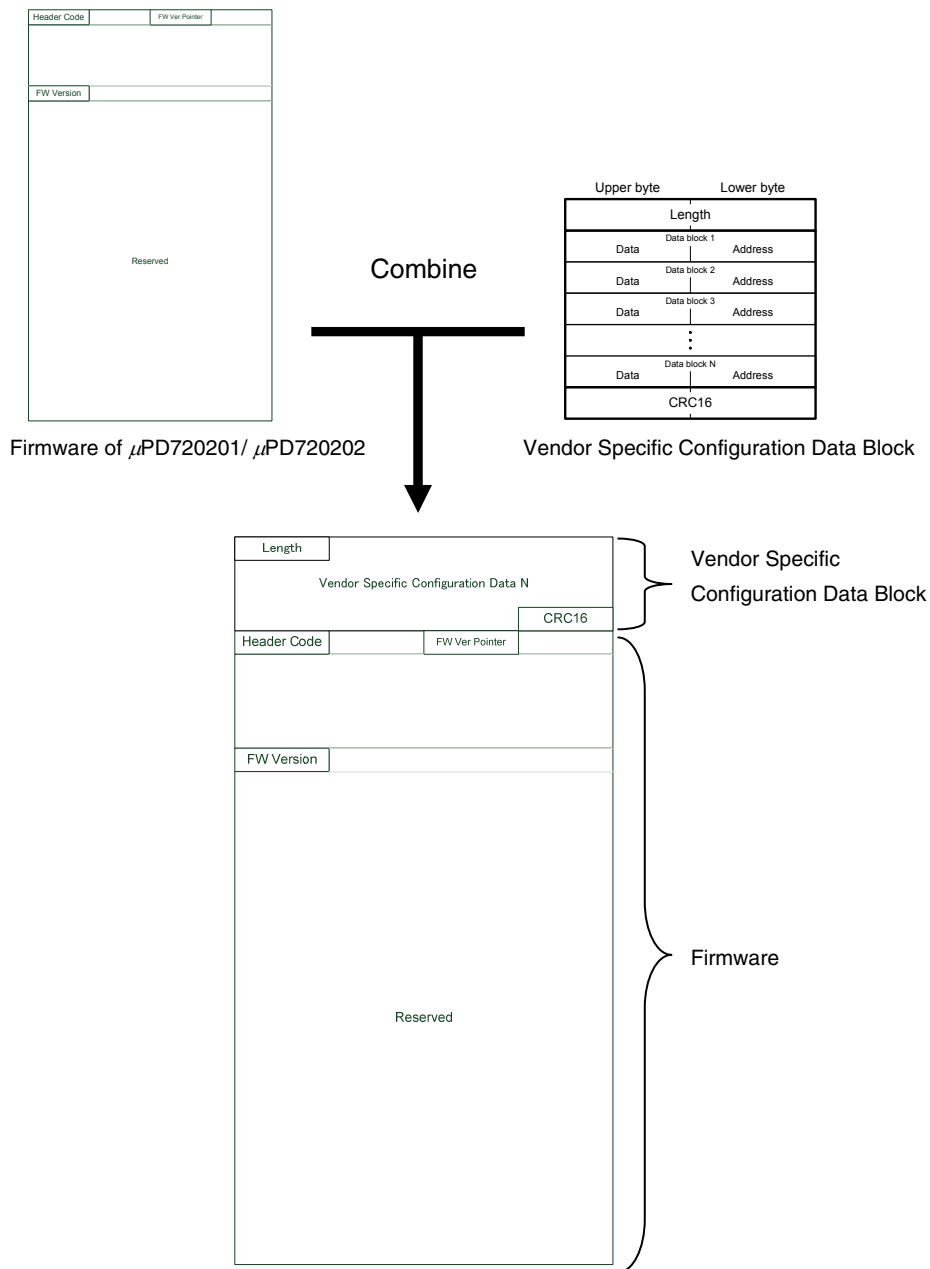 Header Code
FW Ver Pointer
FW Version
Reserved
Firmware of μPD720201/ μPD720202
Combine
Upper byte Lower byte
Length
Data block 1
Data Address
Data block 2
Data Address
Data block 3
Data Address
Data block N
Data Address
CRC16
Vendor Specific Configuration Data Block
Length
Vendor Specific Configuration Data N
CRC16
Vendor Specific
Configuration Data Block
Header Code
FW Ver Pointer
FW Version
Reserved
Firmware